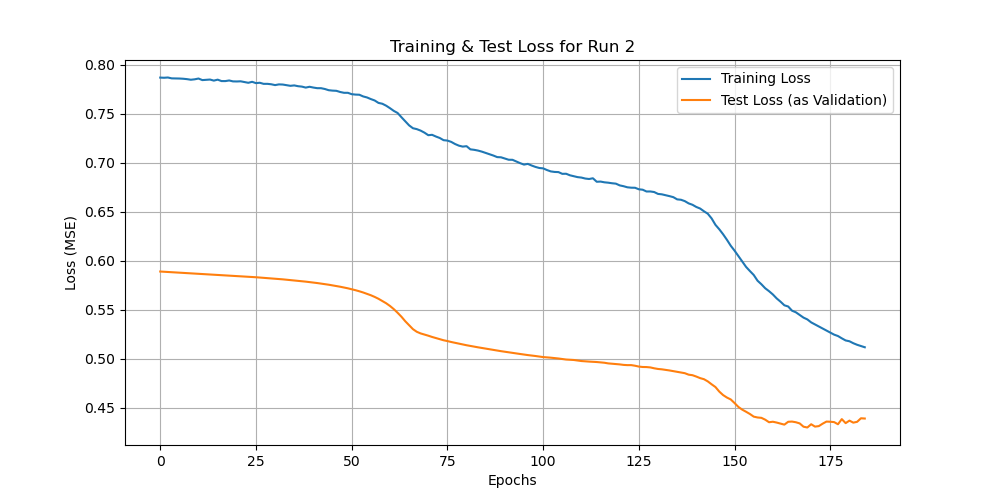 Training & Test Loss for Run 2
Training Loss
Test Loss (as Validation)
0.80
0.75
0.70
0.65
0.60
0.55
0.50
0.45
Loss (MSE)
0 25 50 75 100 125 150 175
Epochs